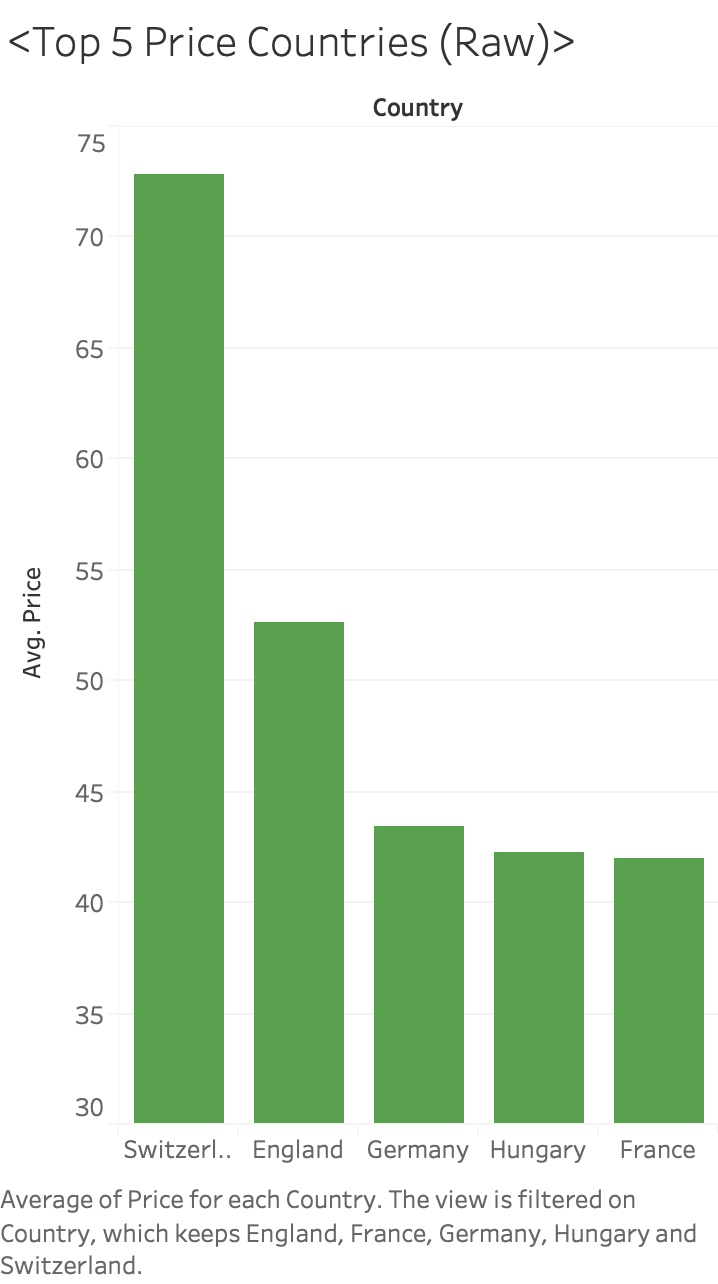 <Top 5 Price Countries (Raw)>
Country
75
70
65
60
55
50
45
40
35
30
Avg. Price
Switzerl.. England Germany Hungary France
Average of Price for each Country. The view is filtered on
Country, which keeps England, France, Germany, Hungary and
Switzerland.